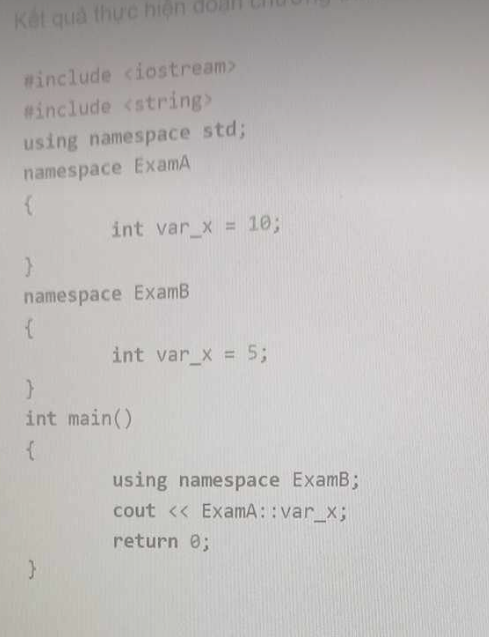 Kết quả thực hiện đoạn
#include <iostream>
#include <string>
using namespace std;
namespace ExamA
{
int var_x = 10;
}
namespace ExamB
{
int var_x = 5;
}
int main()
{
using namespace ExamB;
cout << ExamA::var_x;
return 0;
}